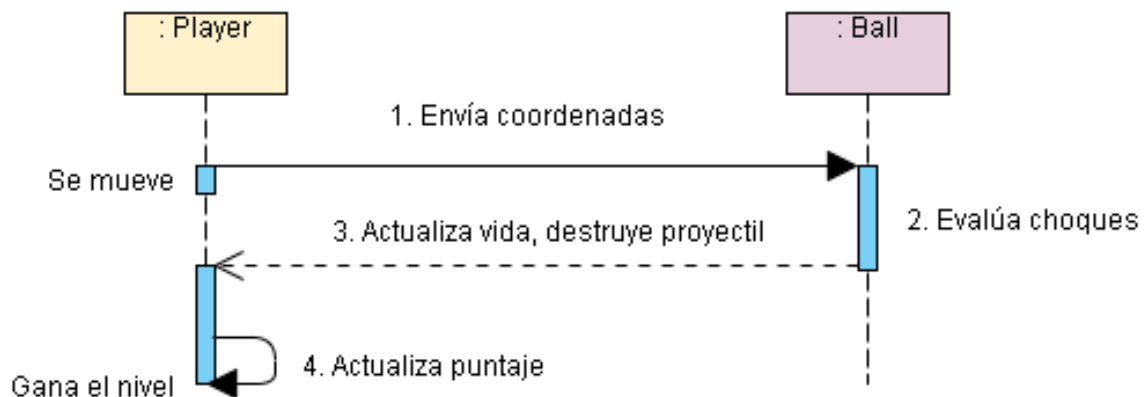 : Player
: Ball
1. Envía coordenadas
Se mueve
2. Evalúa choques
3. Actualiza vida, destruye proyectil
4. Actualiza puntaje
Gana el nivel